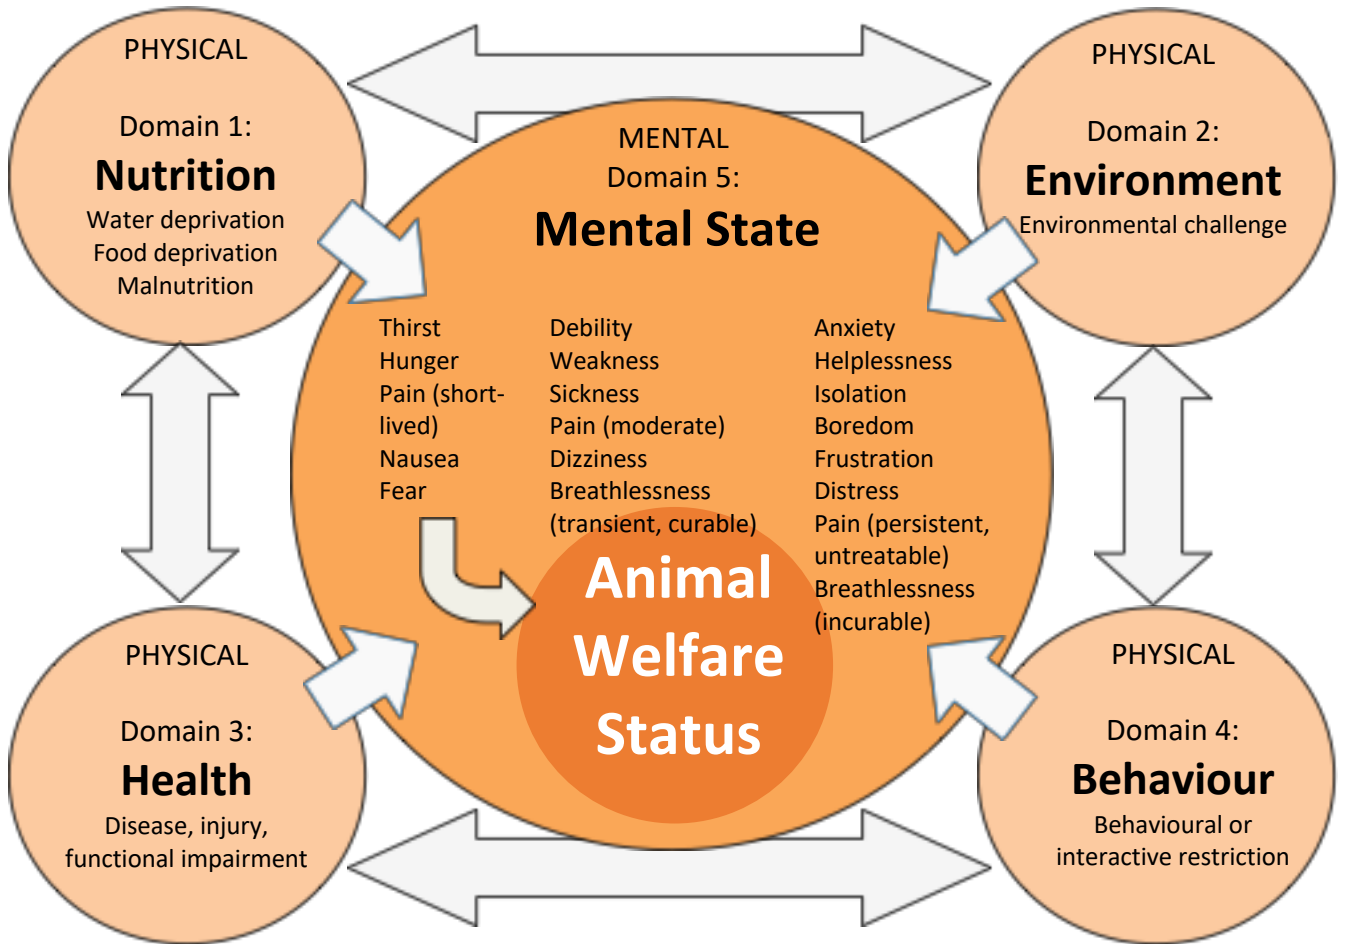 PHYSICAL
Domain 1:
Nutrition
Water deprivation
Food deprivation
Malnutrition
MENTAL
Domain 5:
Mental State
PHYSICAL
Domain 2:
Environment
Environmental challenge
Thirst
Hunger
Pain (short-
lived)
Nausea
Fear
Debility
Weakness
Sickness
Pain (moderate)
Dizziness
Breathlessness
(transient, curable)
Anxiety
Helplessness
Isolation
Boredom
Frustration
Distress
Pain (persistent,
untreatable)
Breathlessness
(incurable)
Animal
Welfare
Status
PHYSICAL
Domain 3:
Health
Disease, injury,
functional impairment
PHYSICAL
Domain 4:
Behaviour
Behavioural or
interactive restriction